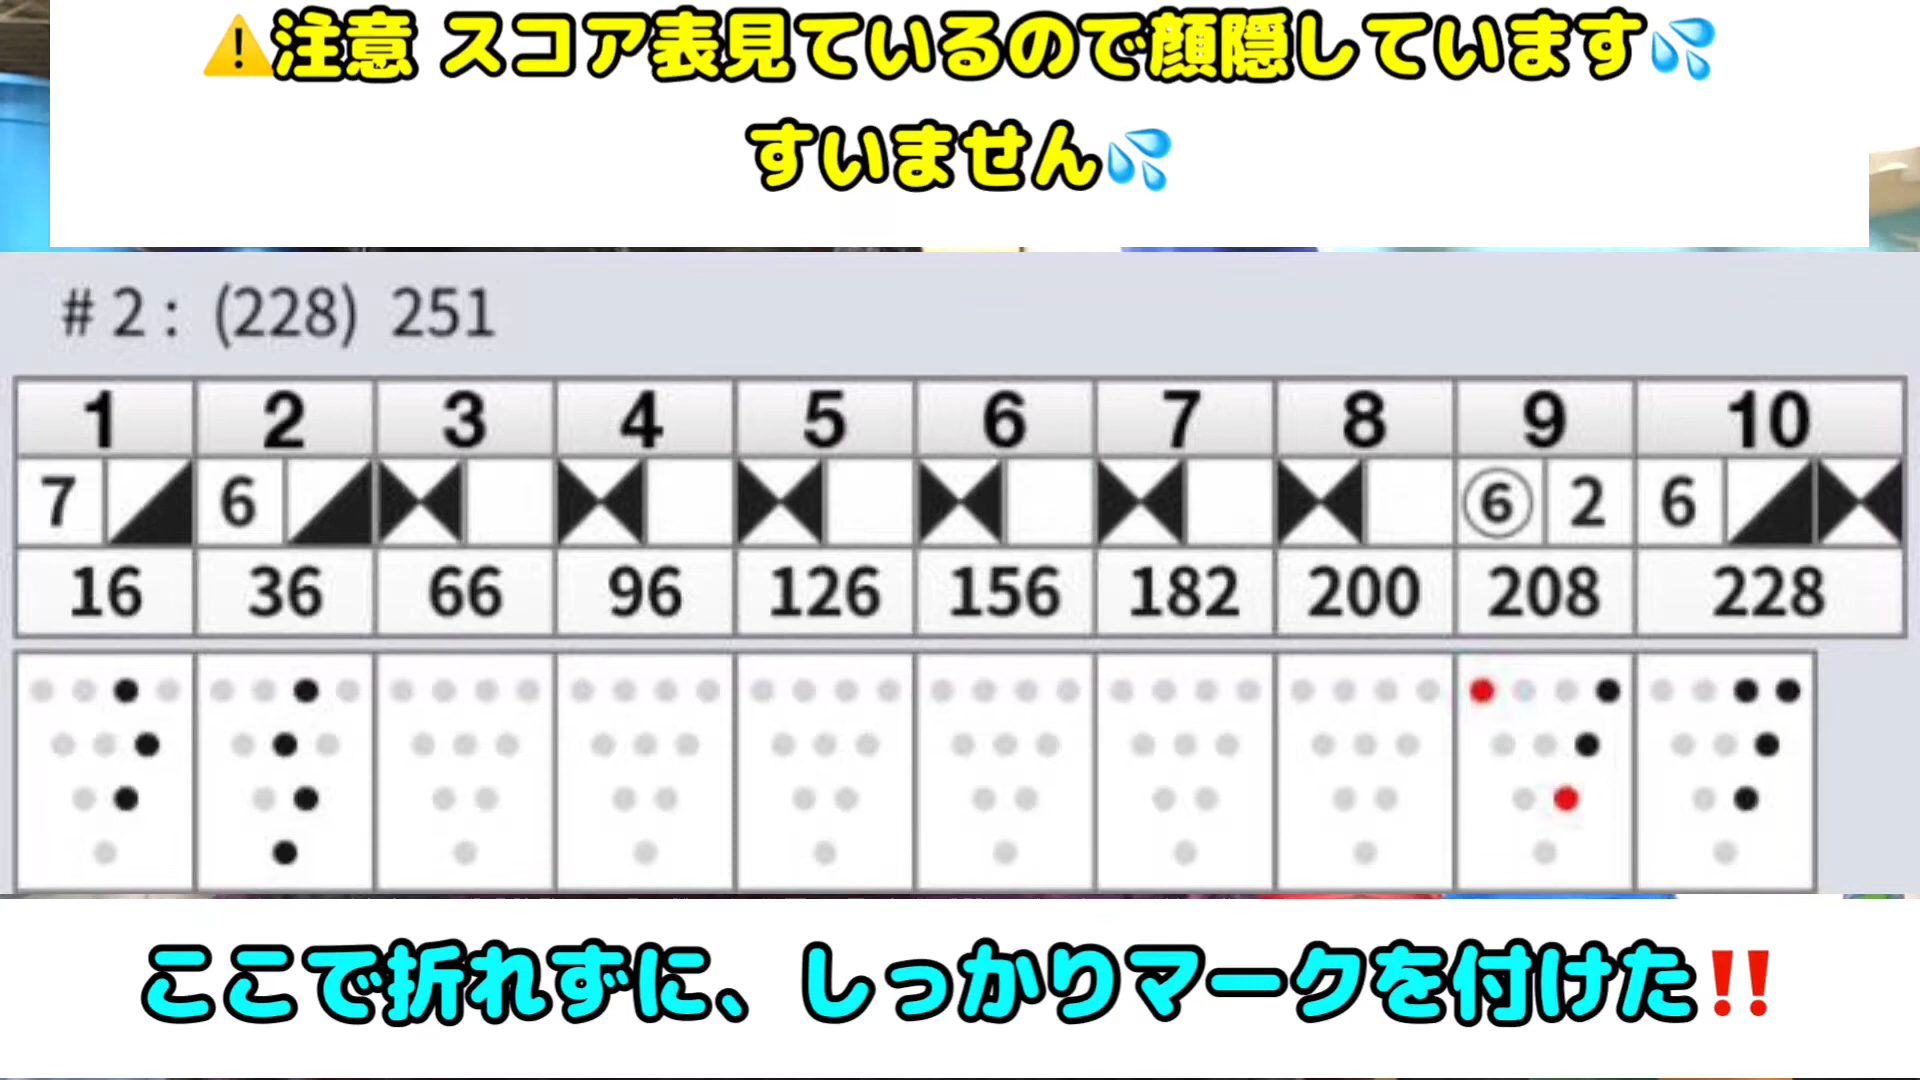 ⚠️注意 スコア表見ているので顔隠しています💦
すいません💦
# 2 : (228) 251
1 2 3 4 5 6 7 8 9 10
7 6 ⑥ 2 6
16 36 66 96 126 156 182 200 208 228
ここで折れずに、しっかりマークを付けた‼️